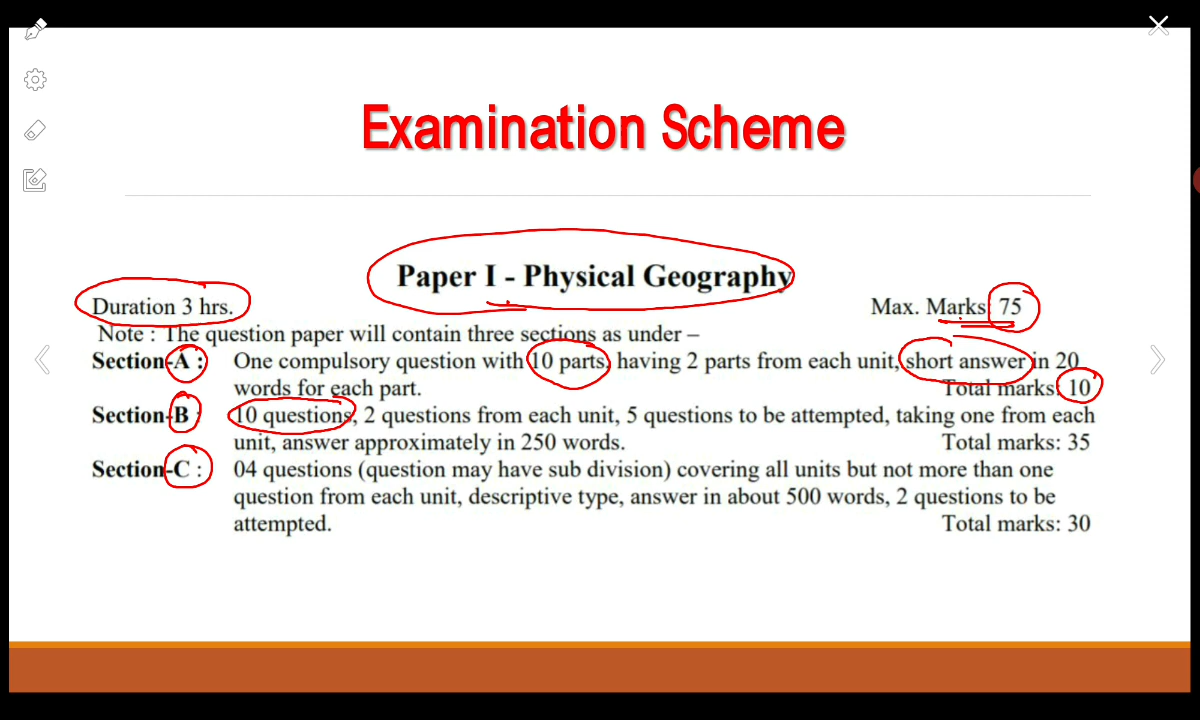 Examination Scheme
Paper I - Physical Geography
Duration 3 hrs. Max. Marks: 75
Note : The question paper will contain three sections as under –
Section-A : One compulsory question with 10 parts, having 2 parts from each unit, short answer in 20
words for each part. Total marks: 10
Section-B : 10 questions, 2 questions from each unit, 5 questions to be attempted, taking one from each
unit, answer approximately in 250 words. Total marks: 35
Section-C : 04 questions (question may have sub division) covering all units but not more than one
question from each unit, descriptive type, answer in about 500 words, 2 questions to be
attempted. Total marks: 30